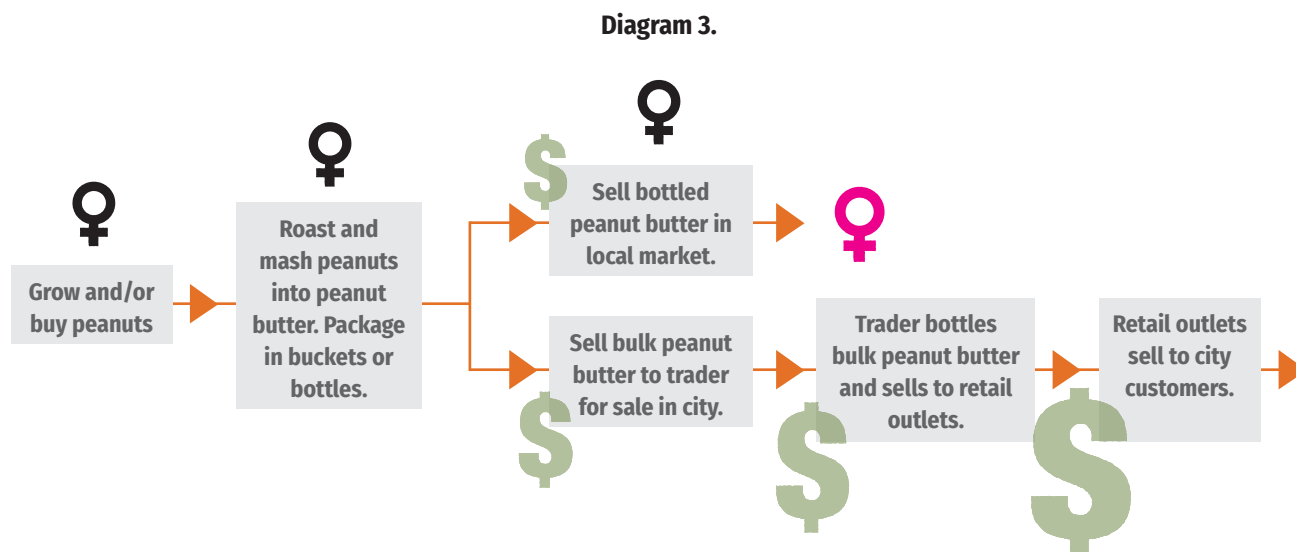 Diagram 3.
Grow and/or
buy peanuts
Roast and
mash peanuts
into peanut
butter. Package
in buckets or
bottles.
$
Sell bottled
peanut butter in
local market.
Sell bulk peanut
butter to trader
for sale in city.
$
Trader bottles
bulk peanut butter
and sells to retail
outlets.
$
Retail outlets
sell to city
customers.
$